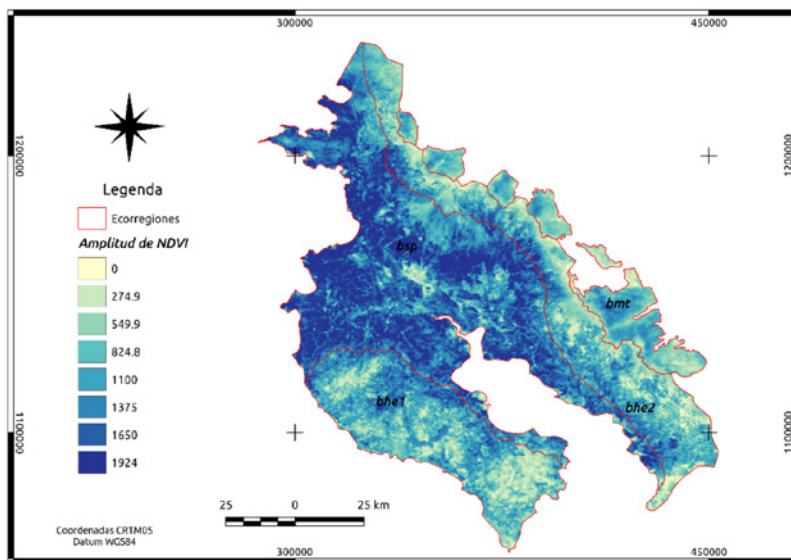 300000
450000
1200000
1200000
Legenda
Ecorregiones
Amplitud de NDVI
0
274.9
549.9
824.8
1100
1375
1650
1924
bsp
bmt
bhe1
bhe2
1100000
1100000
25 0 25 km
Coordenadas CRTM05
Datum WGS84
300000
450000